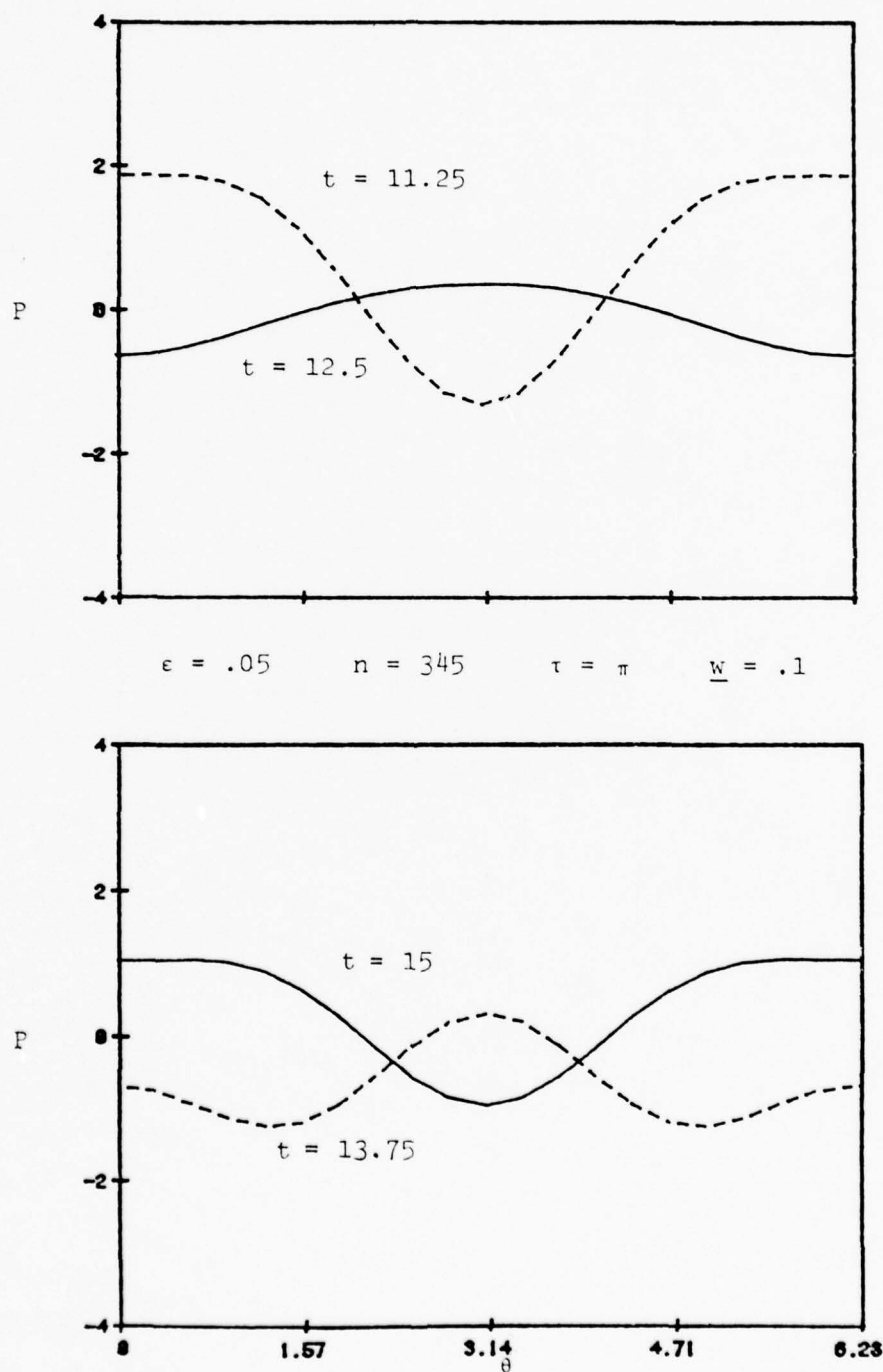 4
2
t = 11.25
P
0
t = 12.5
-2
-4
ε = .05 n = 345 τ = π w = .1
4
2
t = 15
P
0
t = 13.75
-2
-4
0 1.57 3.14 4.71 6.28
θ